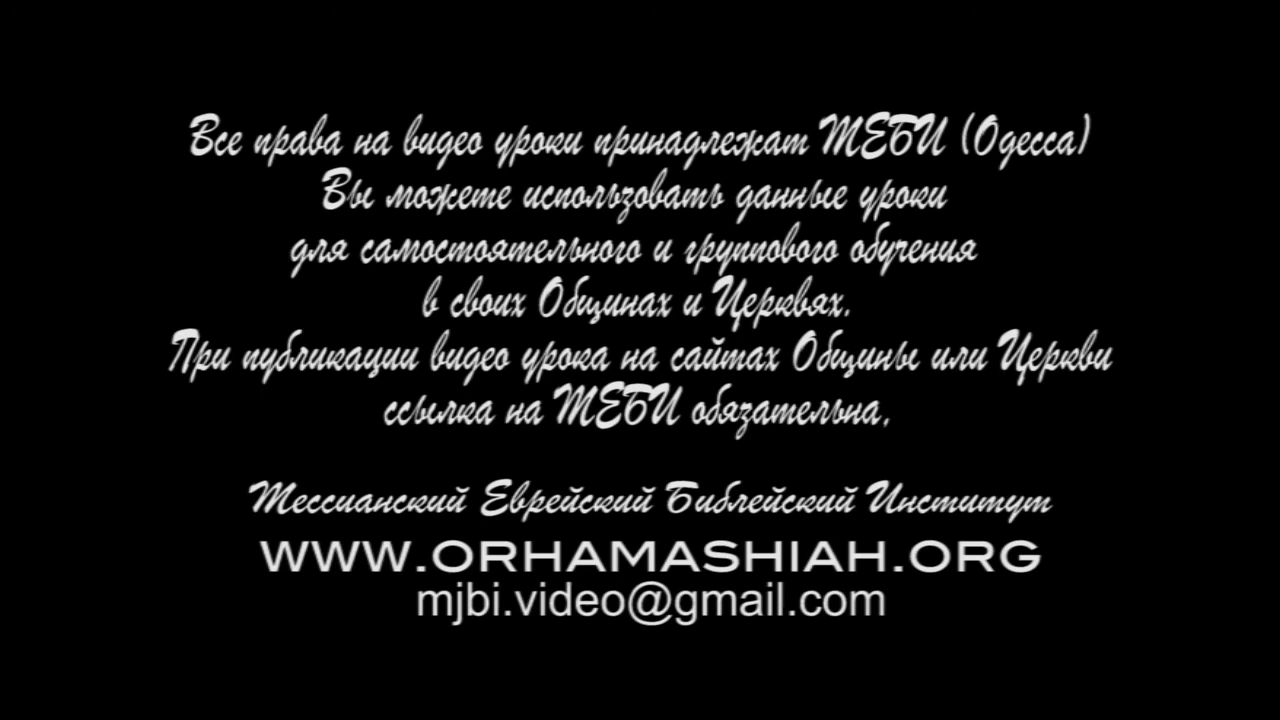 Все права на видео уроки принадлежат МЕБИ (Одесса)
Вы можете использовать данные уроки
для самостоятельного и группового обучения
в своих Общинах и Церквях.
При публикации видео урока на сайтах Общины или Церкви
ссылка на МЕБИ обязательна.
Мессианский Еврейский Библейский Институт
WWW.ORHAMASHIAH.ORG
mjbi.video@gmail.com